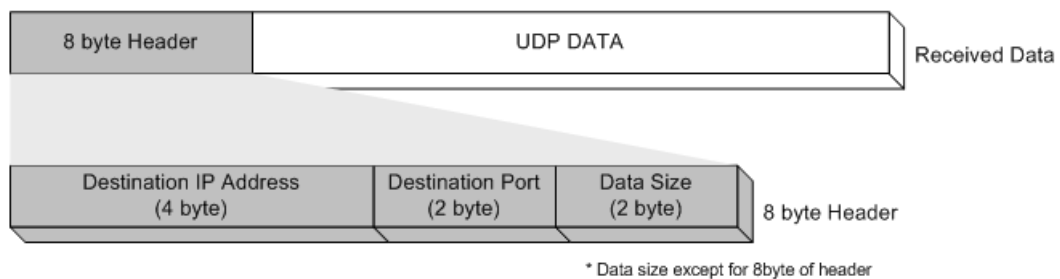 8 byte Header
UDP DATA
Received Data
Destination IP Address
(4 byte)
Destination Port
(2 byte)
Data Size
(2 byte)
8 byte Header
* Data size except for 8byte of header